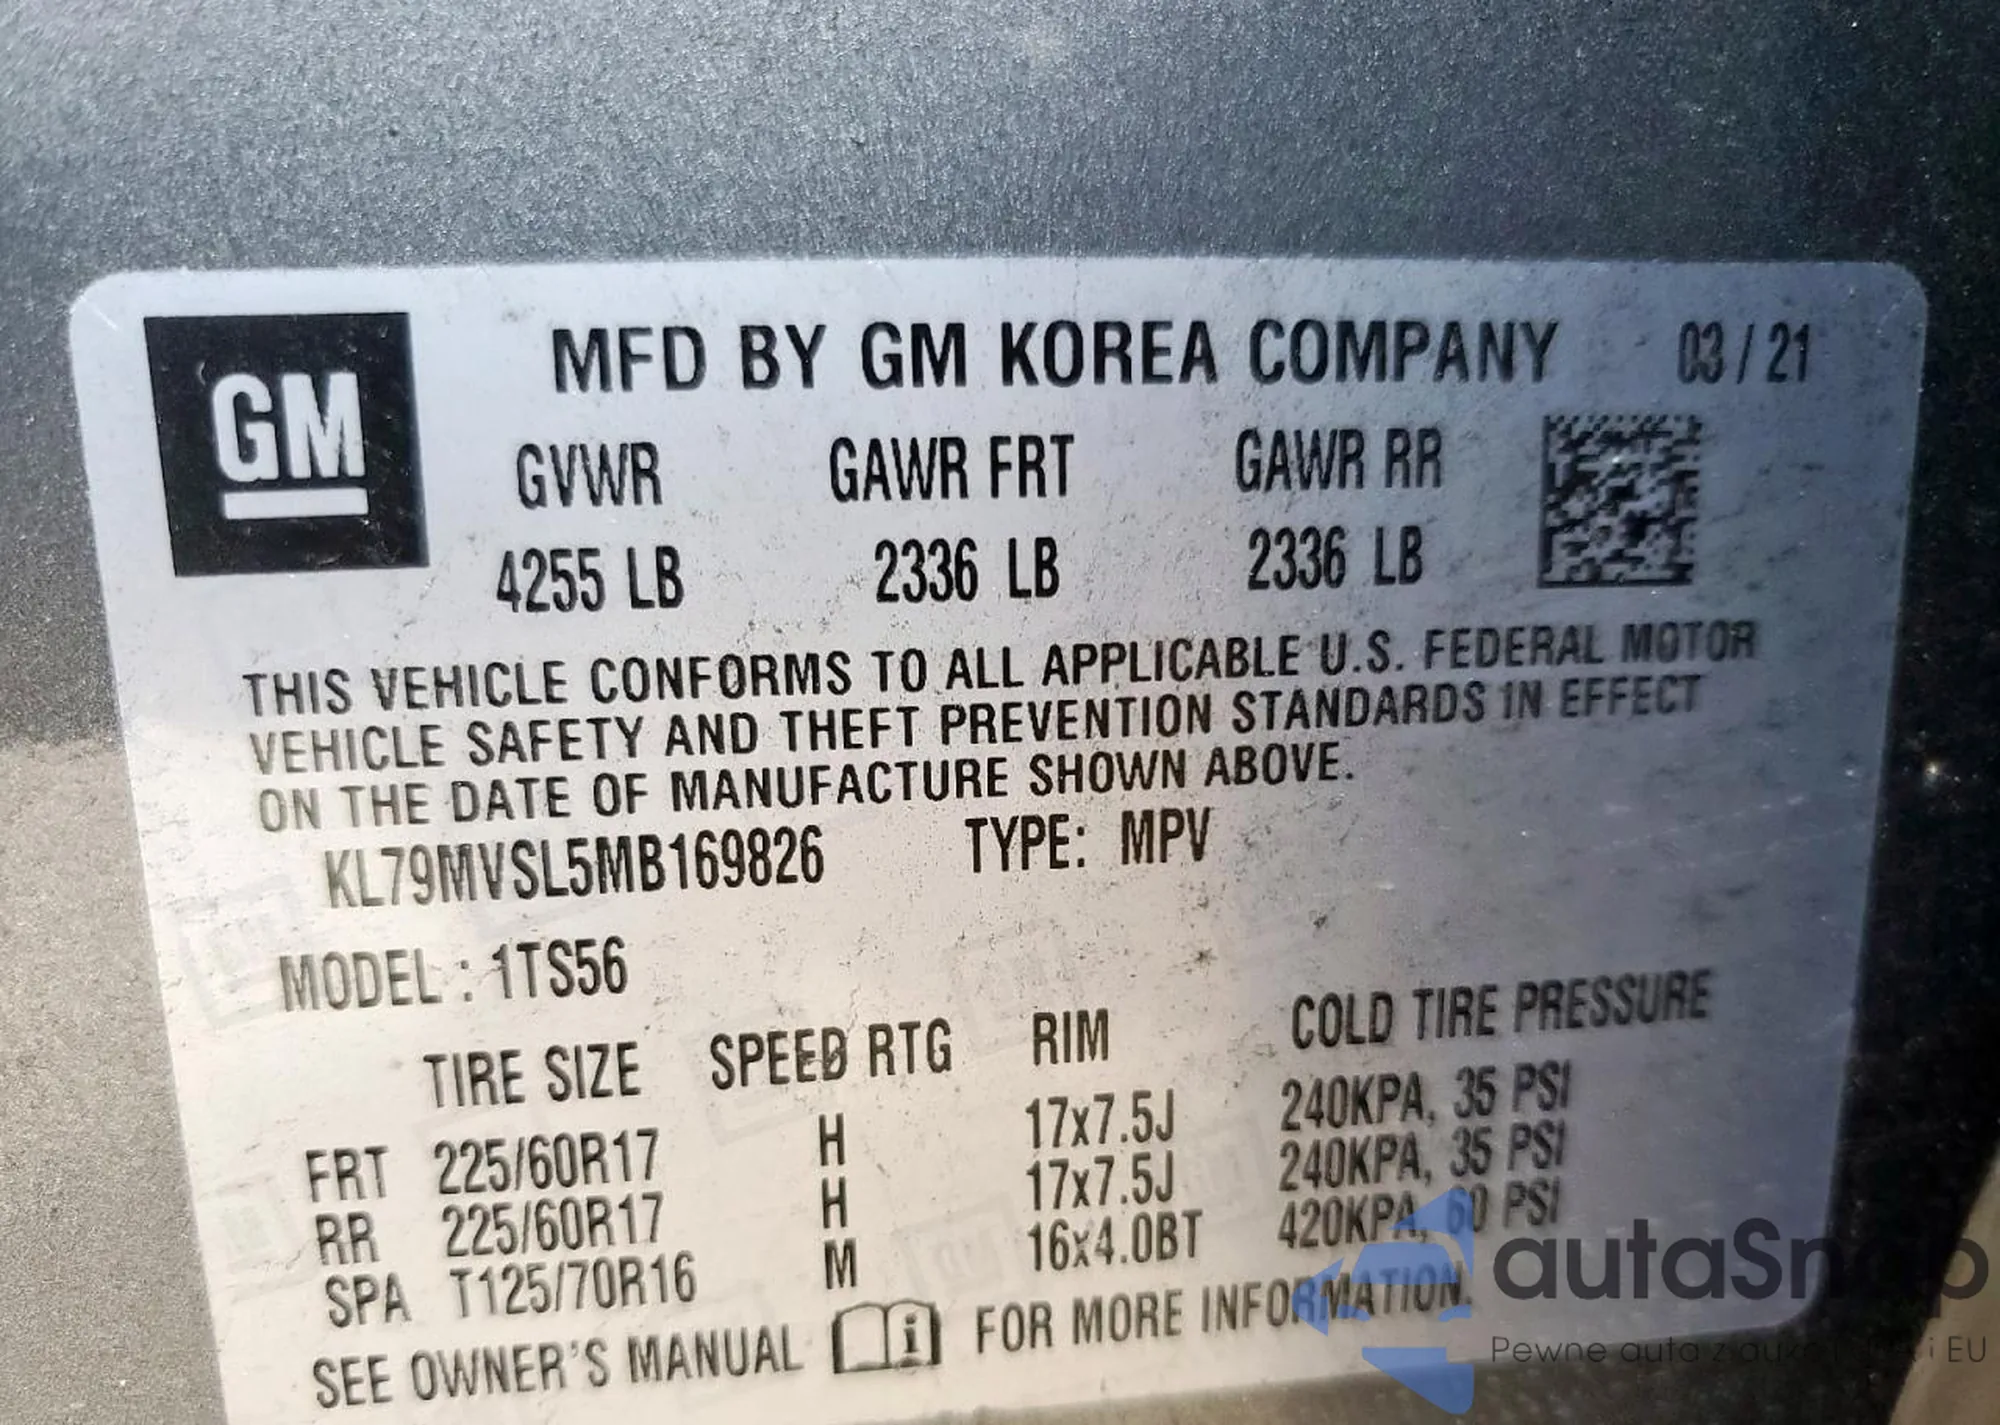 GM
MFD BY GM KOREA COMPANY 03/21
GVWR GAWR FRT GAWR RR
4255 LB 2336 LB 2336 LB
THIS VEHICLE CONFORMS TO ALL APPLICABLE U.S. FEDERAL MOTOR
VEHICLE SAFETY AND THEFT PREVENTION STANDARDS IN EFFECT
ON THE DATE OF MANUFACTURE SHOWN ABOVE.
KL79MVSL5MB169826 TYPE: MPV
MODEL : 1TS56
TIRE SIZE SPEED RTG RIM COLD TIRE PRESSURE
FRT 225/60R17 H 17x7.5J 240KPA, 35 PSI
RR 225/60R17 H 17x7.5J 240KPA, 35 PSI
SPA T125/70R16 M 16x4.0BT 420KPA, 60 PSI
SEE OWNER'S MANUAL i FOR MORE INFORMATION.
autaSnap
Pewne auta z i EU